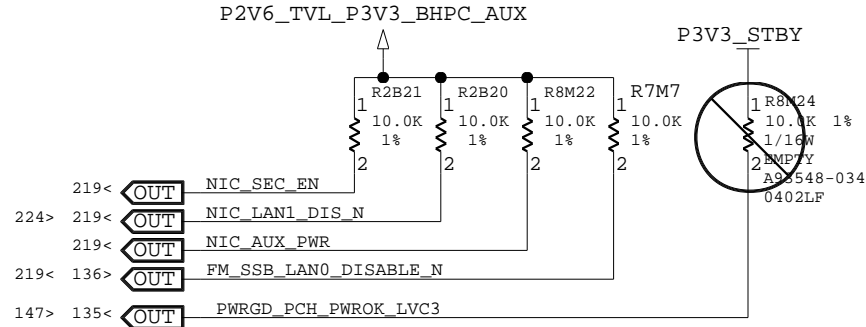 P2V6_TVL_P3V3_BHPC_AUX
P3V3_STBY
R2B21
R2B20
R8M22
R7M7
R8M24
1
1
1
1
1
10.0K
10.0K
10.0K
10.0K
10.0K 1%
1%
1%
1%
1%
1/16W
2
2
2
2
2
EMPTY
A93548-034
0402LF
219< OUT NIC_SEC_EN
224> 219< OUT NIC_LAN1_DIS_N
219< OUT NIC_AUX_PWR
219< 136> OUT FM_SSB_LAN0_DISABLE_N
147> 135< OUT PWRGD_PCH_PWROK_LVC3